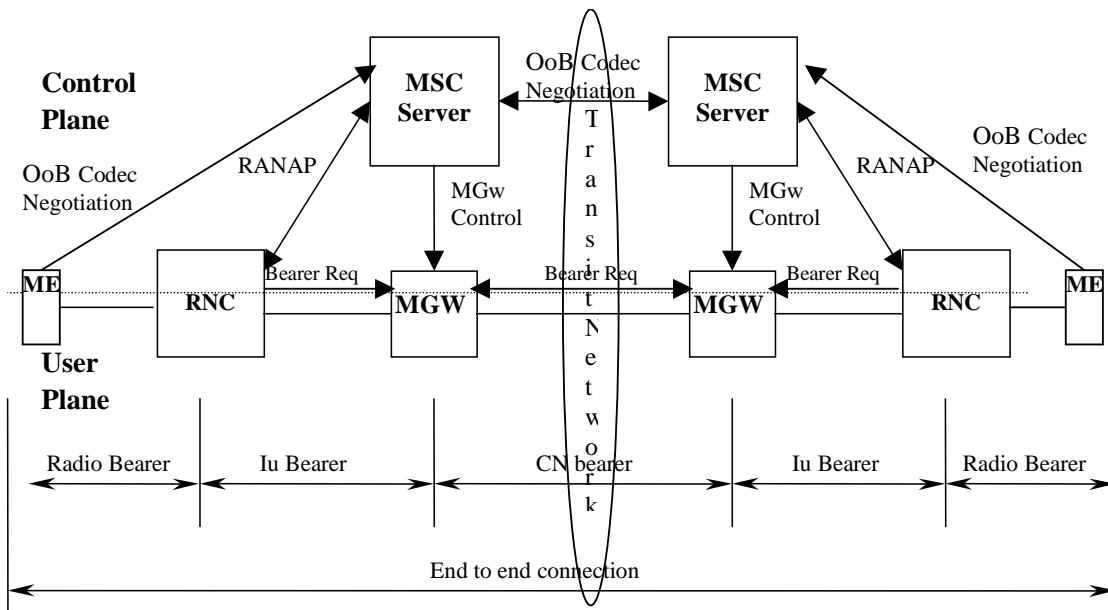 Control
Plane
MSC
Server
OoB Codec
Negotiation
MSC
Server
OoB Codec
Negotiation
RANAP
MGw
Control
Transit Network
MGw
Control
RANAP
OoB Codec
Negotiation
ME
RNC
Bearer Req
MGW
Bearer Req
MGW
Bearer Req
RNC
ME
User
Plane
Radio Bearer
Iu Bearer
CN bearer
Iu Bearer
Radio Bearer
End to end connection